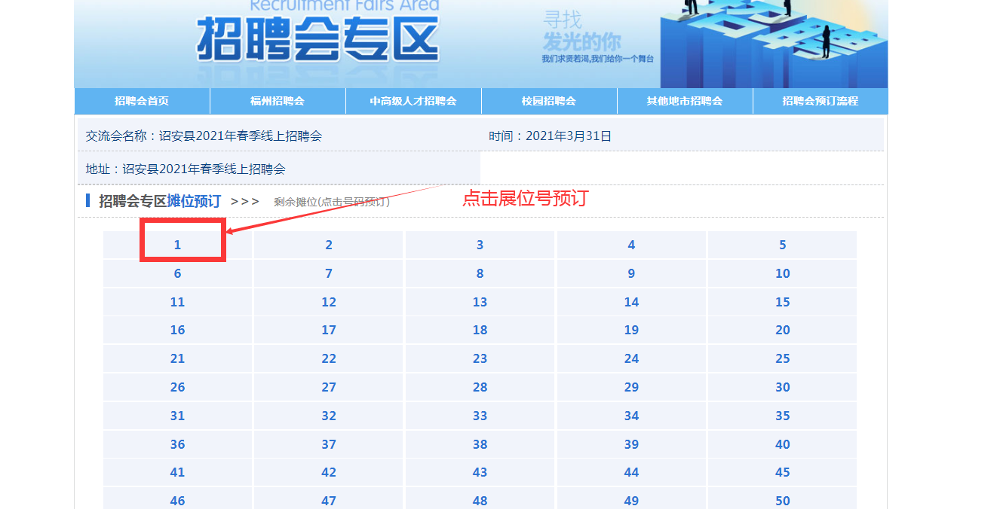 Recruitment Fairs Area
招聘会专区
寻找
发光的你
我们求贤若渴,我们给你一个舞台
招聘会首页 福州招聘会 中高级人才招聘会 校园招聘会 其他地市招聘会 招聘会预订流程
交流会名称：诏安县2021年春季线上招聘会 时间：2021年3月31日
地址：诏安县2021年春季线上招聘会
招聘会专区摊位预订 >>> 剩余摊位(点击号码预订) 点击展位号预订
1 2 3 4 5
6 7 8 9 10
11 12 13 14 15
16 17 18 19 20
21 22 23 24 25
26 27 28 29 30
31 32 33 34 35
36 37 38 39 40
41 42 43 44 45
46 47 48 49 50